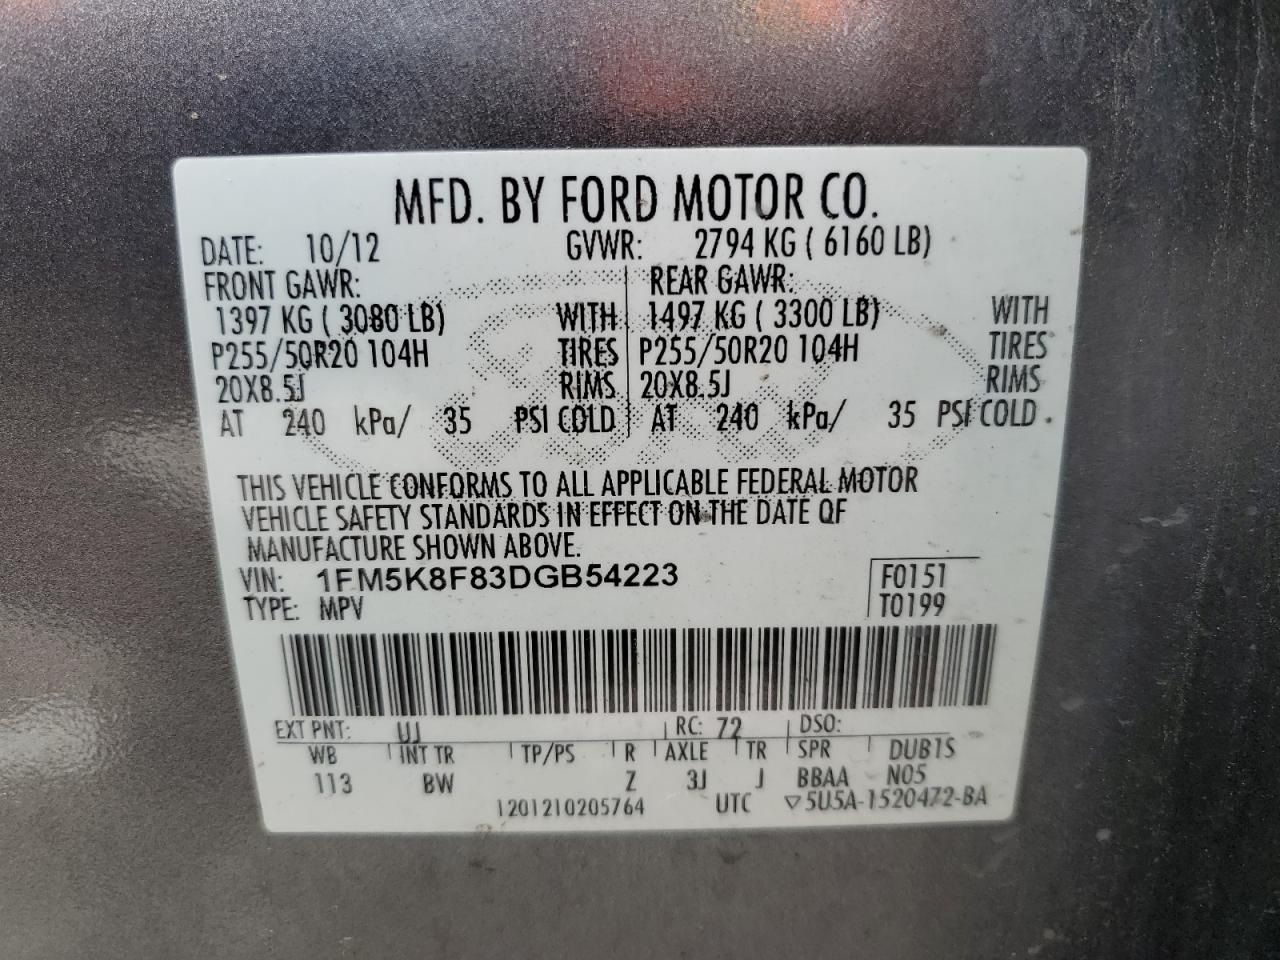 MFD. BY FORD MOTOR CO.
DATE: 10/12 GVWR: 2794 KG ( 6160 LB)
FRONT GAWR: REAR GAWR:
1397 KG ( 3080 LB) WITH 1497 KG ( 3300 LB) WITH
P255/50R20 104H TIRES P255/50R20 104H TIRES
20X8.5J RIMS 20X8.5J RIMS
AT 240 kPa/ 35 PSI COLD AT 240 kPa/ 35 PSI COLD .
THIS VEHICLE CONFORMS TO ALL APPLICABLE FEDERAL MOTOR
VEHICLE SAFETY STANDARDS IN EFFECT ON THE DATE OF
MANUFACTURE SHOWN ABOVE.
VIN: 1FM5K8F83DGB54223 F0151
TYPE: MPV T0199
EXT PNT: UJ RC: 72 DSO:
WB INT TR TP/PS R AXLE TR SPR DUB1S
113 BW Z 3J J BBAA N05
1201210205764 UTC ▽5U5A-1520472-BA